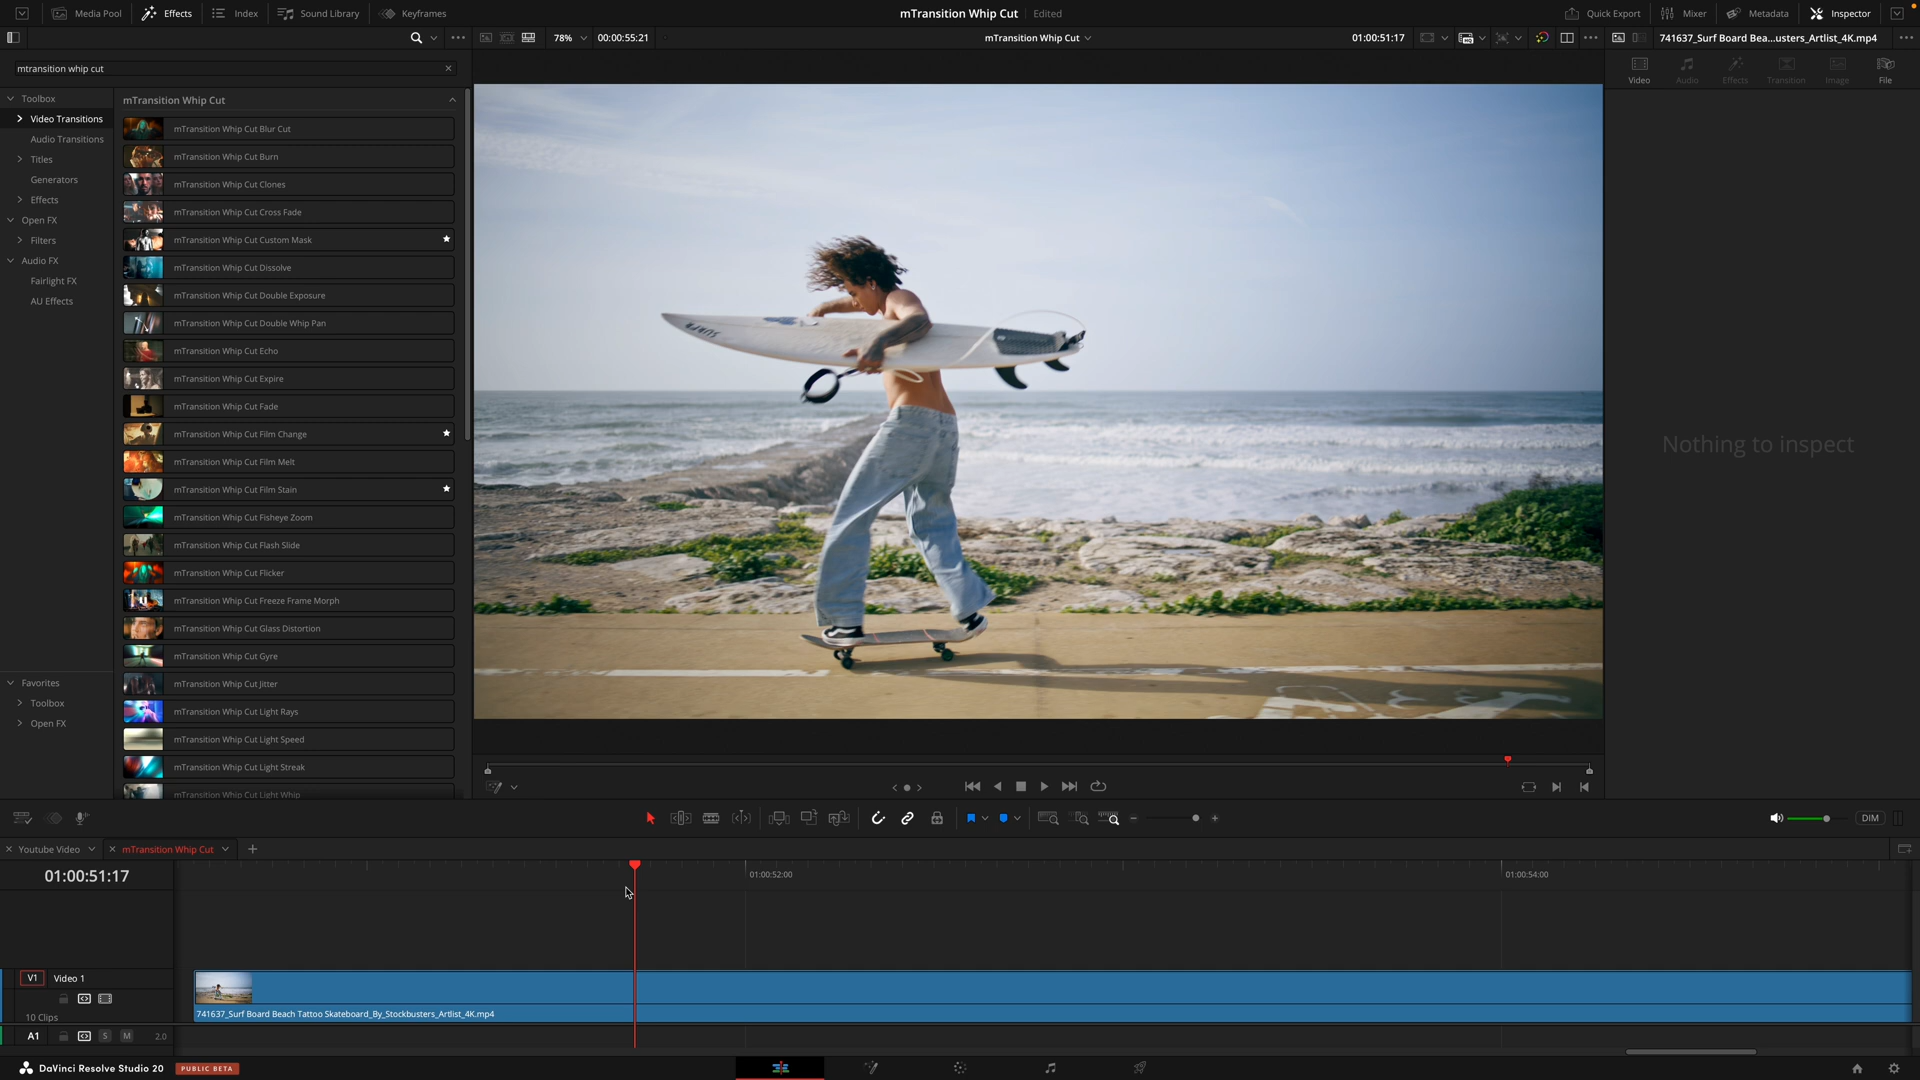 Media Pool
Effects
Index
Sound Library
Keyframes
mTransition Whip Cut
Edited
Quick Export
Mixer
Metadata
Inspector
78%
00:00:55:21
mTransition Whip Cut
01:00:51:17
741637_Surf Board Bea...usters_Artlist_4K.mp4
mtransition whip cut
Video
Audio
Effects
Transition
Image
File
Toolbox
Video Transitions
Audio Transitions
Titles
Generators
Effects
Open FX
Filters
Audio FX
Fairlight FX
AU Effects
Favorites
Toolbox
Open FX
mTransition Whip Cut
mTransition Whip Cut Blur Cut
mTransition Whip Cut Burn
mTransition Whip Cut Clones
mTransition Whip Cut Cross Fade
mTransition Whip Cut Custom Mask
mTransition Whip Cut Dissolve
mTransition Whip Cut Double Exposure
mTransition Whip Cut Double Whip Pan
mTransition Whip Cut Echo
mTransition Whip Cut Expire
mTransition Whip Cut Fade
mTransition Whip Cut Film Change
mTransition Whip Cut Film Melt
mTransition Whip Cut Film Stain
mTransition Whip Cut Fisheye Zoom
mTransition Whip Cut Flash Slide
mTransition Whip Cut Flicker
mTransition Whip Cut Freeze Frame Morph
mTransition Whip Cut Glass Distortion
mTransition Whip Cut Gyre
mTransition Whip Cut Jitter
mTransition Whip Cut Light Rays
mTransition Whip Cut Light Speed
mTransition Whip Cut Light Streak
mTransition Whip Cut Light Whip
Nothing to inspect
DIM
Youtube Video
mTransition Whip Cut
01:00:51:17
01:00:52:00
01:00:54:00
V1
Video 1
10 Clips
741637_Surf Board Beach Tattoo Skateboard_By_Stockbusters_Artlist_4K.mp4
A1
S
M
2.0
DaVinci Resolve Studio 20
PUBLIC BETA